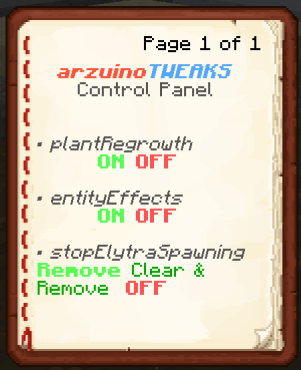 Page 1 of 1
arzuinoTWEAKS
Control Panel
• plantRegrowth
ON OFF
• entityEffects
ON OFF
• stopElytraSpawning
Remove Clear &
Remove OFF